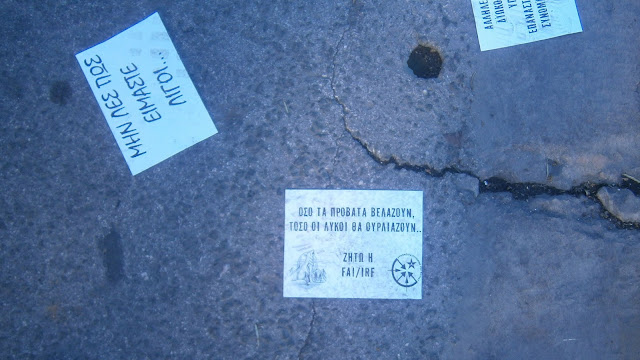 ΜΗΝ ΛΕΣ ΠΩΣ
ΕΙΜΑΣΤΕ
ΛΙΓΟΙ...
ΟΣΟ ΤΑ ΠΡΟΒΑΤΑ ΒΕΛΑΖΟΥΝ,
ΤΟΣΟ ΟΙ ΛΥΚΟΙ ΘΑ ΟΥΡΛΙΑΖΟΥΝ..
ΖΗΤΩ Η
FAI/IRF